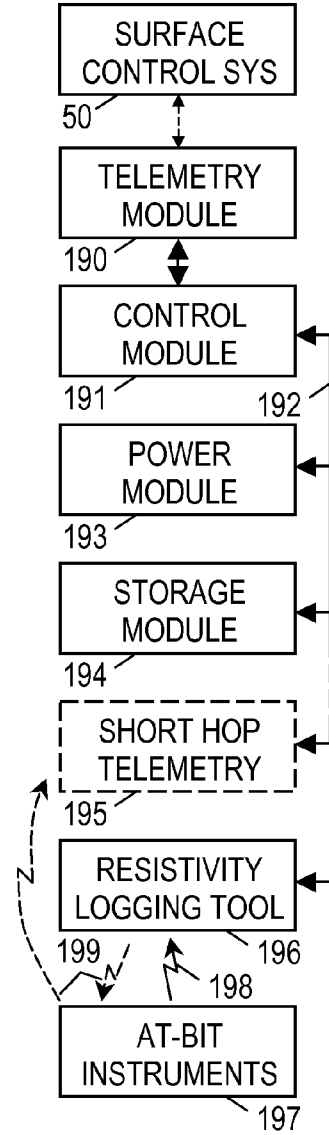 SURFACE
CONTROL SYS
50
TELEMETRY
MODULE
190
CONTROL
MODULE
191
192
POWER
MODULE
193
STORAGE
MODULE
194
SHORT HOP
TELEMETRY
195
RESISTIVITY
LOGGING TOOL
196
199
198
AT-BIT
INSTRUMENTS
197